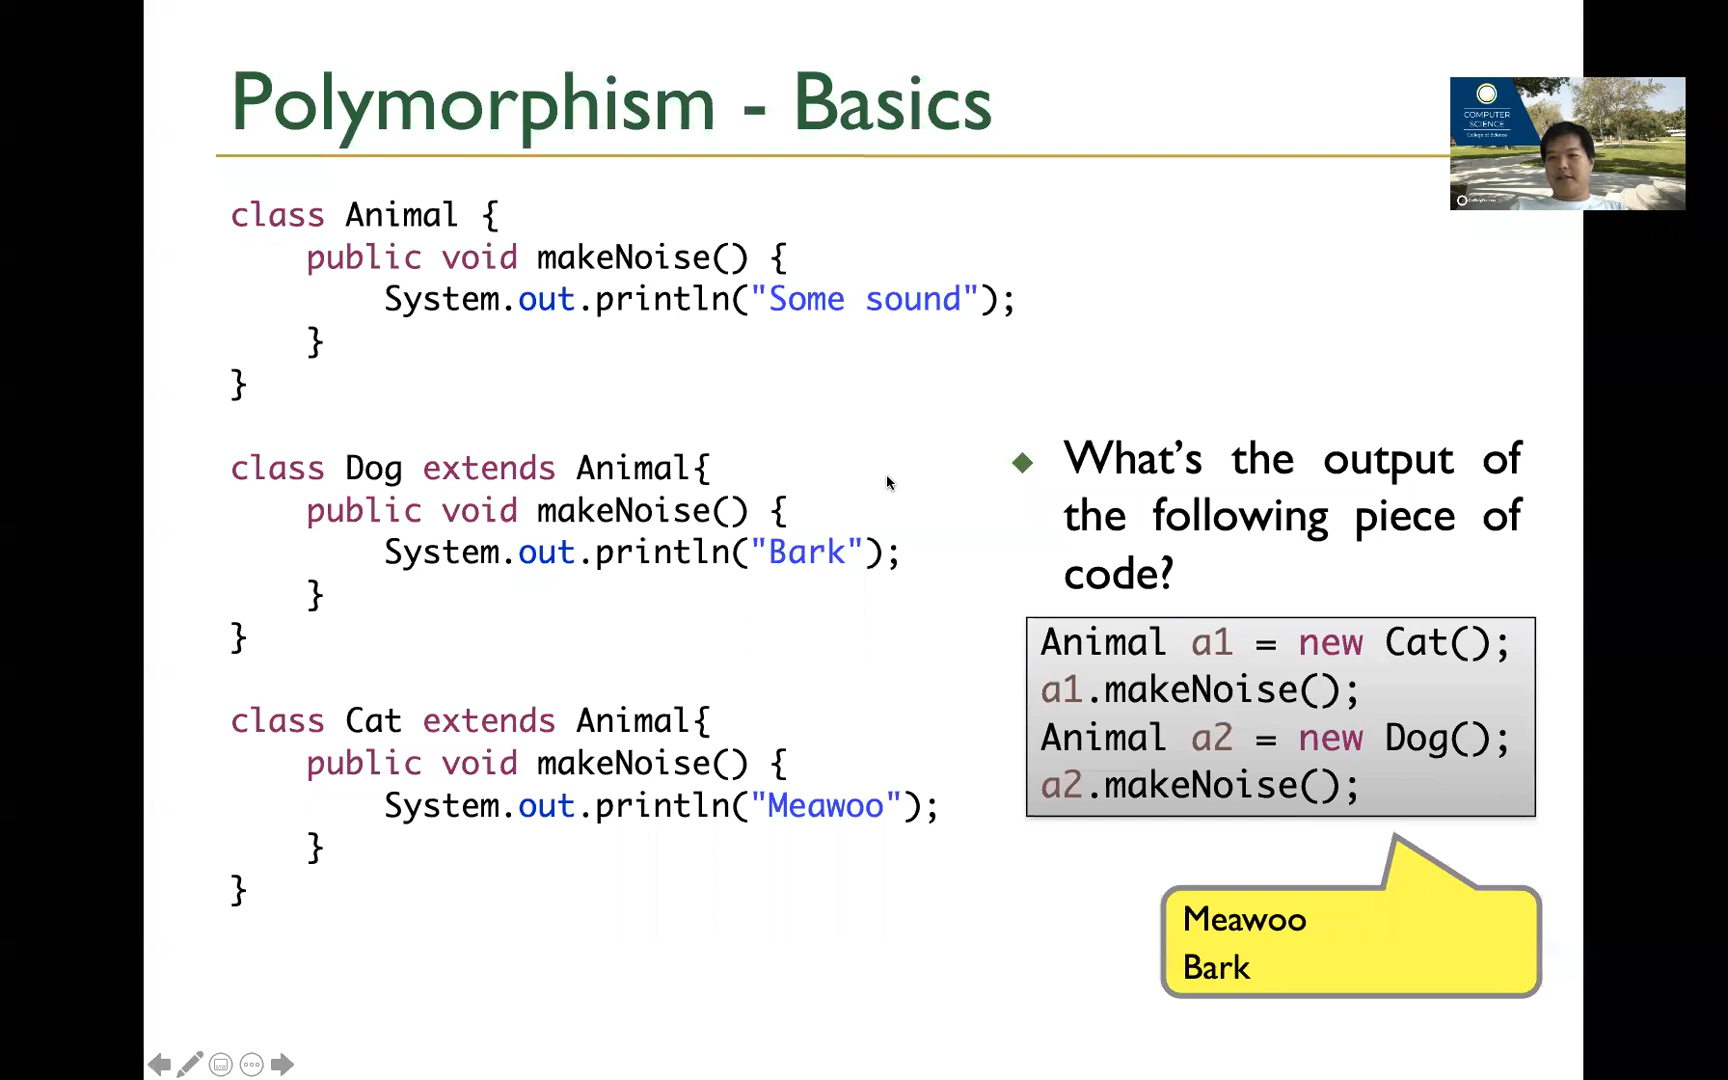 Polymorphism - Basics
COMPUTER
SCIENCE
College of Science
class Animal {
public void makeNoise() {
System.out.println("Some sound");
}
}
class Dog extends Animal{
public void makeNoise() {
System.out.println("Bark");
}
}
class Cat extends Animal{
public void makeNoise() {
System.out.println("Meawoo");
}
}
What's the output of
the following piece of
code?
Animal a1 = new Cat();
a1.makeNoise();
Animal a2 = new Dog();
a2.makeNoise();
Meawoo
Bark